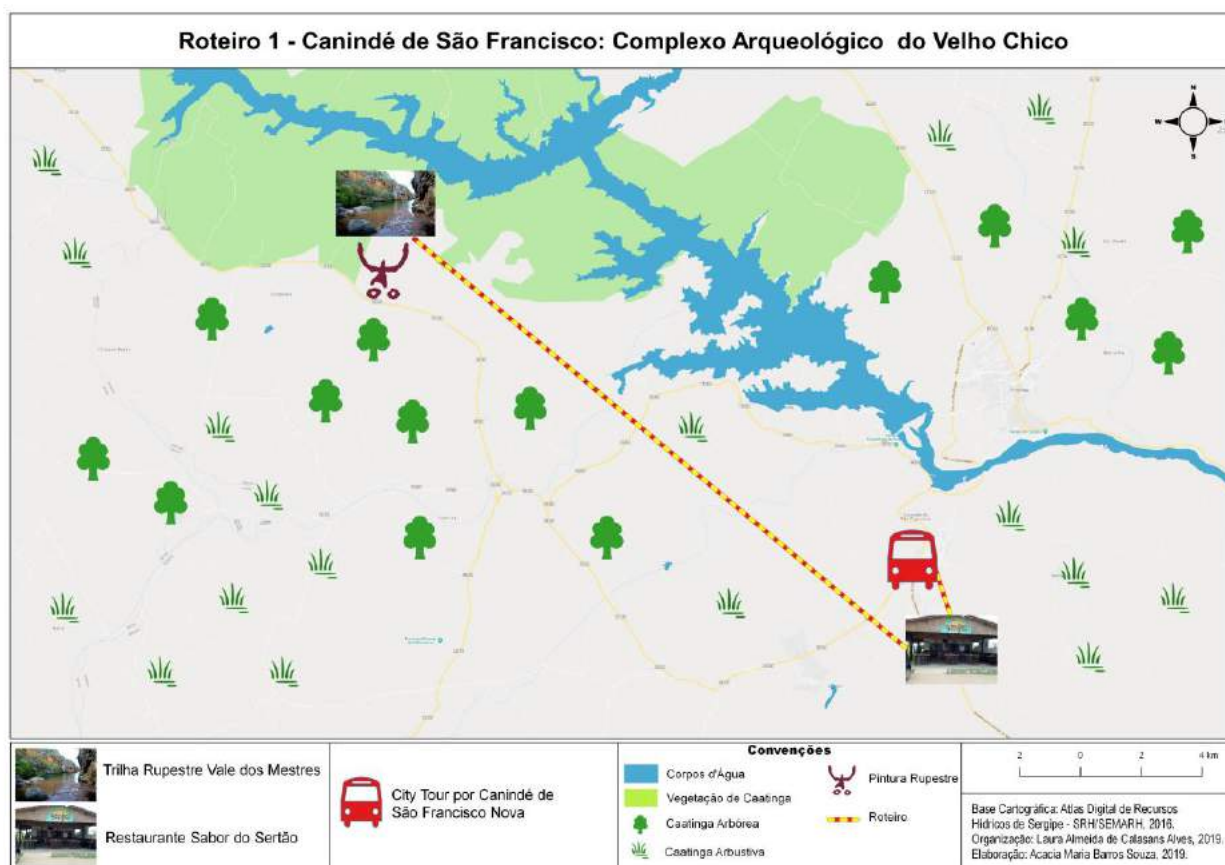 Roteiro 1 - Canindé de São Francisco: Complexo Arqueológico do Velho Chico
N
W
S
Trilha Rupestre Vale dos Mestres
Restaurante Sabor do Sertão
City Tour por Canindé de
São Francisco Nova
Convenções
Corpos d'Água
Vegetação de Caatinga
Caatinga Arbórea
Caatinga Arbustiva
Pintura Rupestre
Roteiro
2 0 2 4 km
Base Cartográfica: Atlas Digital de Recursos
Hídricos de Sergipe - SRH/SEMARH, 2016.
Organização: Laura Almeida de Calasans Alves, 2019.
Elaboração: Acacia Maria Barros Souza, 2019.